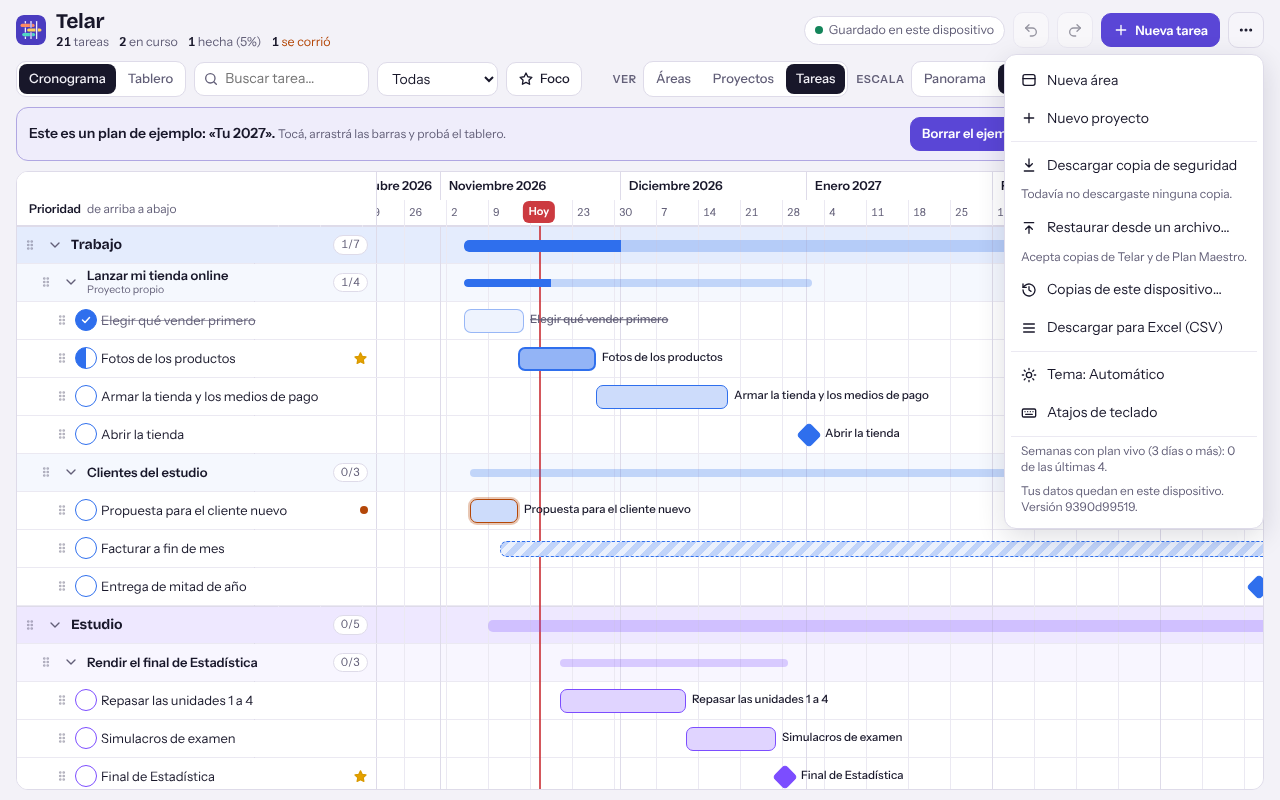 Telar
21 tareas 2 en curso 1 hecha (5%) 1 se corrió
Guardado en este dispositivo
Nueva tarea
Cronograma Tablero
Buscar tarea...
Todas
Foco
VER Áreas Proyectos Tareas
ESCALA Panorama
Este es un plan de ejemplo: «Tu 2027». Tocá, arrastrá las barras y probá el tablero.
Borrar el ejem
Prioridad de arriba a abajo
ubre 2026 Noviembre 2026 Diciembre 2026 Enero 2027
26 2 9 Hoy 23 30 7 14 21 28 4 11 18 25
Trabajo 1/7
Lanzar mi tienda online 1/4
Proyecto propio
Elegir qué vender primero Elegir qué vender primero
Fotos de los productos Fotos de los productos
Armar la tienda y los medios de pago Armar la tienda y los medios de pago
Abrir la tienda Abrir la tienda
Clientes del estudio 0/3
Propuesta para el cliente nuevo Propuesta para el cliente nuevo
Facturar a fin de mes
Entrega de mitad de año
Estudio 0/5
Rendir el final de Estadística 0/3
Repasar las unidades 1 a 4 Repasar las unidades 1 a 4
Simulacros de examen Simulacros de examen
Final de Estadística Final de Estadística
Nueva área
Nuevo proyecto
Descargar copia de seguridad
Todavía no descargaste ninguna copia.
Restaurar desde un archivo...
Acepta copias de Telar y de Plan Maestro.
Copias de este dispositivo...
Descargar para Excel (CSV)
Tema: Automático
Atajos de teclado
Semanas con plan vivo (3 días o más): 0
de las últimas 4.
Tus datos quedan en este dispositivo.
Versión 9390d99519.